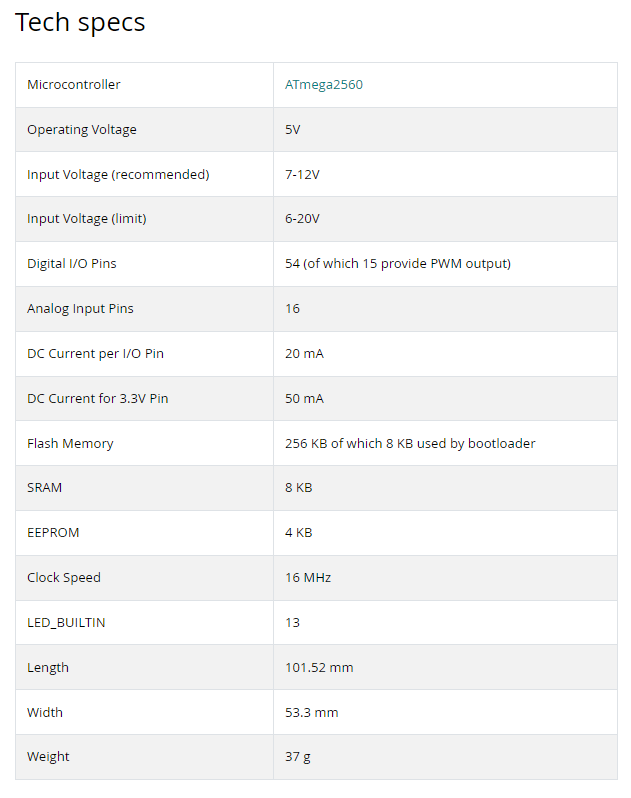 Tech specs
Microcontroller ATmega2560
Operating Voltage 5V
Input Voltage (recommended) 7-12V
Input Voltage (limit) 6-20V
Digital I/O Pins 54 (of which 15 provide PWM output)
Analog Input Pins 16
DC Current per I/O Pin 20 mA
DC Current for 3.3V Pin 50 mA
Flash Memory 256 KB of which 8 KB used by bootloader
SRAM 8 KB
EEPROM 4 KB
Clock Speed 16 MHz
LED_BUILTIN 13
Length 101.52 mm
Width 53.3 mm
Weight 37 g